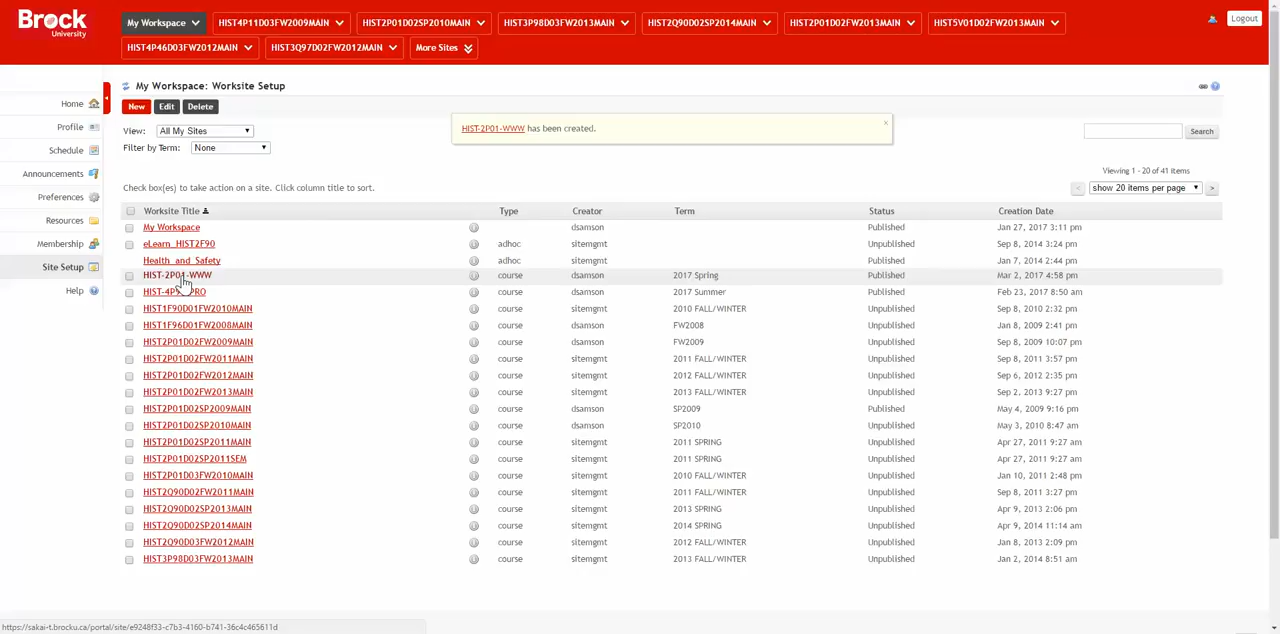 Brock
University
My Workspace
HIST4P11D03FW2009MAIN
HIST2P01D02SP2010MAIN
HIST3P98D03FW2013MAIN
HIST2Q90D02SP2014MAIN
HIST2P01D02FW2013MAIN
HIST5V01D02FW2013MAIN
Logout
HIST4P46D03FW2012MAIN
HIST3Q97D02FW2012MAIN
More Sites
My Workspace: Worksite Setup
Home
Profile
Schedule
Announcements
Preferences
Resources
Membership
Site Setup
Help
New Edit Delete
View: All My Sites
Filter by Term: None
HIST-2P01-WWW has been created.
Search
Viewing 1 - 20 of 41 items
< show 20 items per page >
Check box(es) to take action on a site. Click column title to sort.
Worksite Title Type Creator Term Status Creation Date
My Workspace dsamson Published Jan 27, 2017 3:11 pm
eLearn_HIST2F90 adhoc sitemgmt Unpublished Sep 8, 2014 3:24 pm
Health_and_Safety adhoc sitemgmt Published Jan 7, 2014 2:44 pm
HIST-2P01-WWW course dsamson 2017 Spring Published Mar 2, 2017 4:58 pm
course dsamson 2017 Summer Published Feb 23, 2017 8:50 am
HIST1F90D01FW2010MAIN course sitemgmt 2010 FALL/WINTER Unpublished Sep 8, 2010 2:32 pm
HIST1F96D01FW2008MAIN course dsamson FW2008 Unpublished Jan 8, 2009 2:41 pm
HIST2P01D02FW2009MAIN course dsamson FW2009 Unpublished Sep 8, 2009 10:07 pm
HIST2P01D02FW2011MAIN course sitemgmt 2011 FALL/WINTER Unpublished Sep 8, 2011 3:57 pm
HIST2P01D02FW2012MAIN course sitemgmt 2012 FALL/WINTER Unpublished Sep 6, 2012 2:35 pm
HIST2P01D02FW2013MAIN course sitemgmt 2013 FALL/WINTER Unpublished Sep 2, 2013 9:27 pm
HIST2P01D02SP2009MAIN course dsamson SP2009 Published May 4, 2009 9:16 pm
HIST2P01D02SP2010MAIN course dsamson SP2010 Unpublished May 3, 2010 8:47 am
HIST2P01D02SP2011MAIN course sitemgmt 2011 SPRING Unpublished Apr 27, 2011 9:27 am
HIST2P01D02SP2011SEM course sitemgmt 2011 SPRING Unpublished Apr 27, 2011 9:27 am
HIST2P01D03FW2010MAIN course sitemgmt 2010 FALL/WINTER Unpublished Jan 10, 2011 2:48 pm
HIST2Q90D02FW2011MAIN course sitemgmt 2011 FALL/WINTER Unpublished Sep 8, 2011 3:27 pm
HIST2Q90D02SP2013MAIN course sitemgmt 2013 SPRING Unpublished Apr 9, 2013 2:06 pm
HIST2Q90D02SP2014MAIN course sitemgmt 2014 SPRING Unpublished Apr 9, 2014 11:14 am
HIST2Q90D03FW2012MAIN course sitemgmt 2012 FALL/WINTER Unpublished Jan 8, 2013 2:09 pm
HIST3P98D03FW2013MAIN course sitemgmt 2013 FALL/WINTER Unpublished Jan 2, 2014 8:51 am
https://sakai-t.brocku.ca/portal/site/e9248f33-c7b3-4160-b741-36c4c465611d